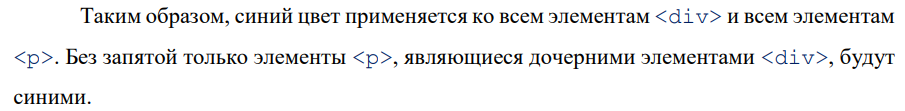 Таким образом, синий цвет применяется ко всем элементам <div> и всем элементам
<p>. Без запятой только элементы <p>, являющиеся дочерними элементами <div>, будут
синими.